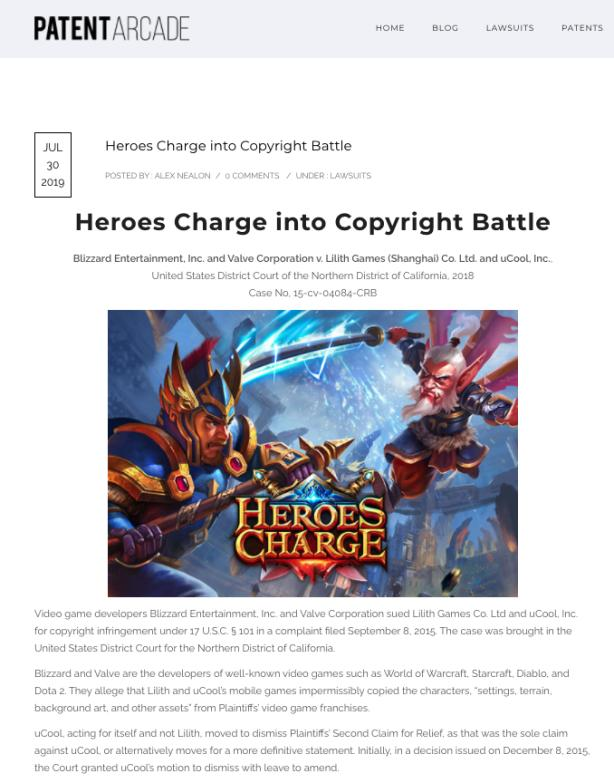 PATENTARCADE
HOME BLOG LAWSUITS PATENTS
JUL
30
2019
Heroes Charge into Copyright Battle
POSTED BY : ALEX NEALON / 0 COMMENTS / UNDER : LAWSUITS
Heroes Charge into Copyright Battle
Blizzard Entertainment, Inc. and Valve Corporation v. Lilith Games (Shanghai) Co. Ltd. and uCool, Inc.,
United States District Court of the Northern District of California, 2018
Case No, 15-cv-04084-CRB
HEROES
CHARGE
Video game developers Blizzard Entertainment, Inc. and Valve Corporation sued Lilith Games Co. Ltd and uCool, Inc.
for copyright infringement under 17 U.S.C. § 101 in a complaint filed September 8, 2015. The case was brought in the
United States District Court for the Northern District of California.
Blizzard and Valve are the developers of well-known video games such as World of Warcraft, Starcraft, Diablo, and
Dota 2. They allege that Lilith and uCool's mobile games impermissibly copied the characters, "settings, terrain,
background art, and other assets" from Plaintiffs' video game franchises.
uCool, acting for itself and not Lilith, moved to dismiss Plaintiffs' Second Claim for Relief, as that was the sole claim
against uCool, or alternatively moves for a more definitive statement. Initially, in a decision issued on December 8, 2015,
the Court granted uCool's motion to dismiss with leave to amend.